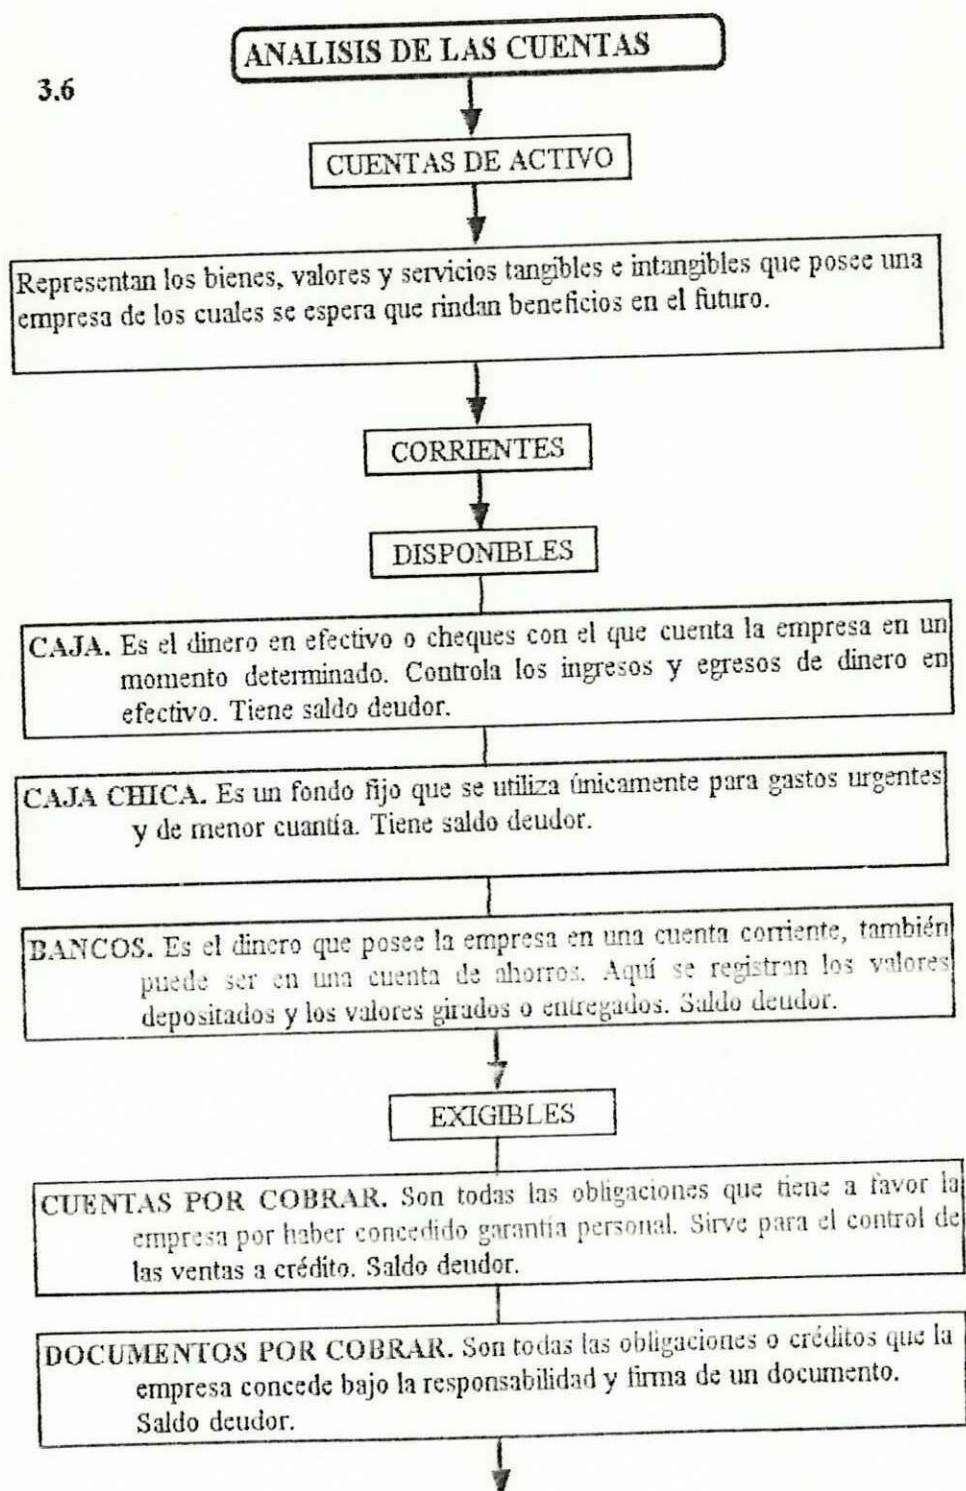 3.6
ANALISIS DE LAS CUENTAS
CUENTAS DE ACTIVO
Representan los bienes, valores y servicios tangibles e intangibles que posee una
empresa de los cuales se espera que rindan beneficios en el futuro.
CORRIENTES
DISPONIBLES
CAJA. Es el dinero en efectivo o cheques con el que cuenta la empresa en un
momento determinado. Controla los ingresos y egresos de dinero en
efectivo. Tiene saldo deudor.
CAJA CHICA. Es un fondo fijo que se utiliza únicamente para gastos urgentes
y de menor cuantía. Tiene saldo deudor.
BANCOS. Es el dinero que posee la empresa en una cuenta corriente, también
puede ser en una cuenta de ahorros. Aquí se registran los valores
depositados y los valores girados o entregados. Saldo deudor.
EXIGIBLES
CUENTAS POR COBRAR. Son todas las obligaciones que tiene a favor la
empresa por haber concedido garantía personal. Sirve para el control de
las ventas a crédito. Saldo deudor.
DOCUMENTOS POR COBRAR. Son todas las obligaciones o créditos que la
empresa concede bajo la responsabilidad y firma de un documento.
Saldo deudor.